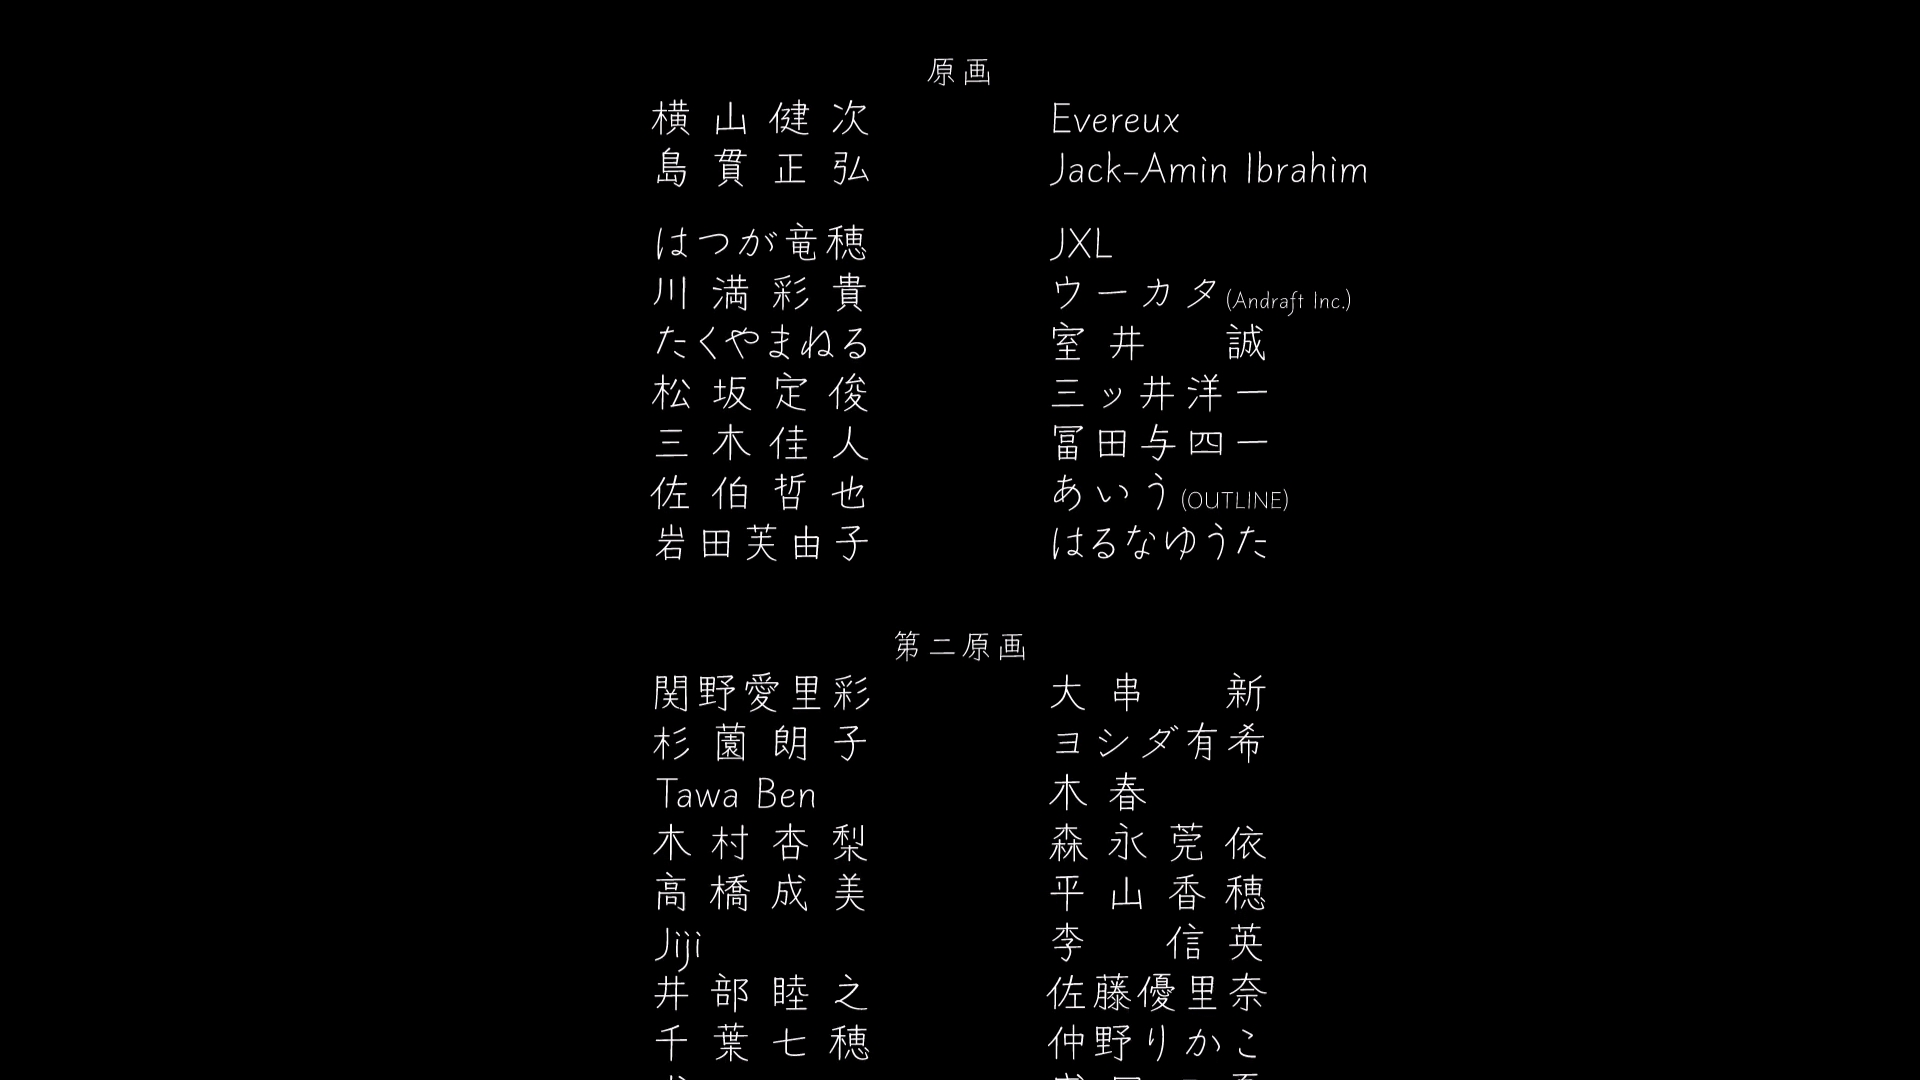 原画
横山健次 Evereux
島貫正弘 Jack-Amin Ibrahim
はつが竜穂 JXL
川満彩貴 ウーカタ(Andraft Inc.)
たくやまねる 室井 誠
松坂定俊 三ッ井洋一
三木佳人 冨田与四一
佐伯哲也 あいう(OUTLINE)
岩田芙由子 はるなゆうた
第二原画
関野愛里彩 大串 新
杉薗朗子 ヨシダ有希
Tawa Ben 木春
木村杏梨 森永莞依
高橋成美 平山香穂
Jiji 李 信英
井部睦之 佐藤優里奈
千葉七穂 仲野りかこ